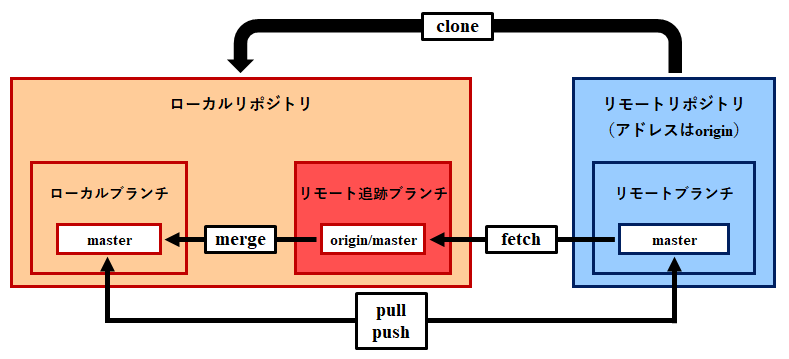 clone
ローカルリポジトリ
リモートリポジトリ
（アドレスはorigin）
ローカルブランチ
リモート追跡ブランチ
リモートブランチ
master
merge
origin/master
fetch
master
pull
push